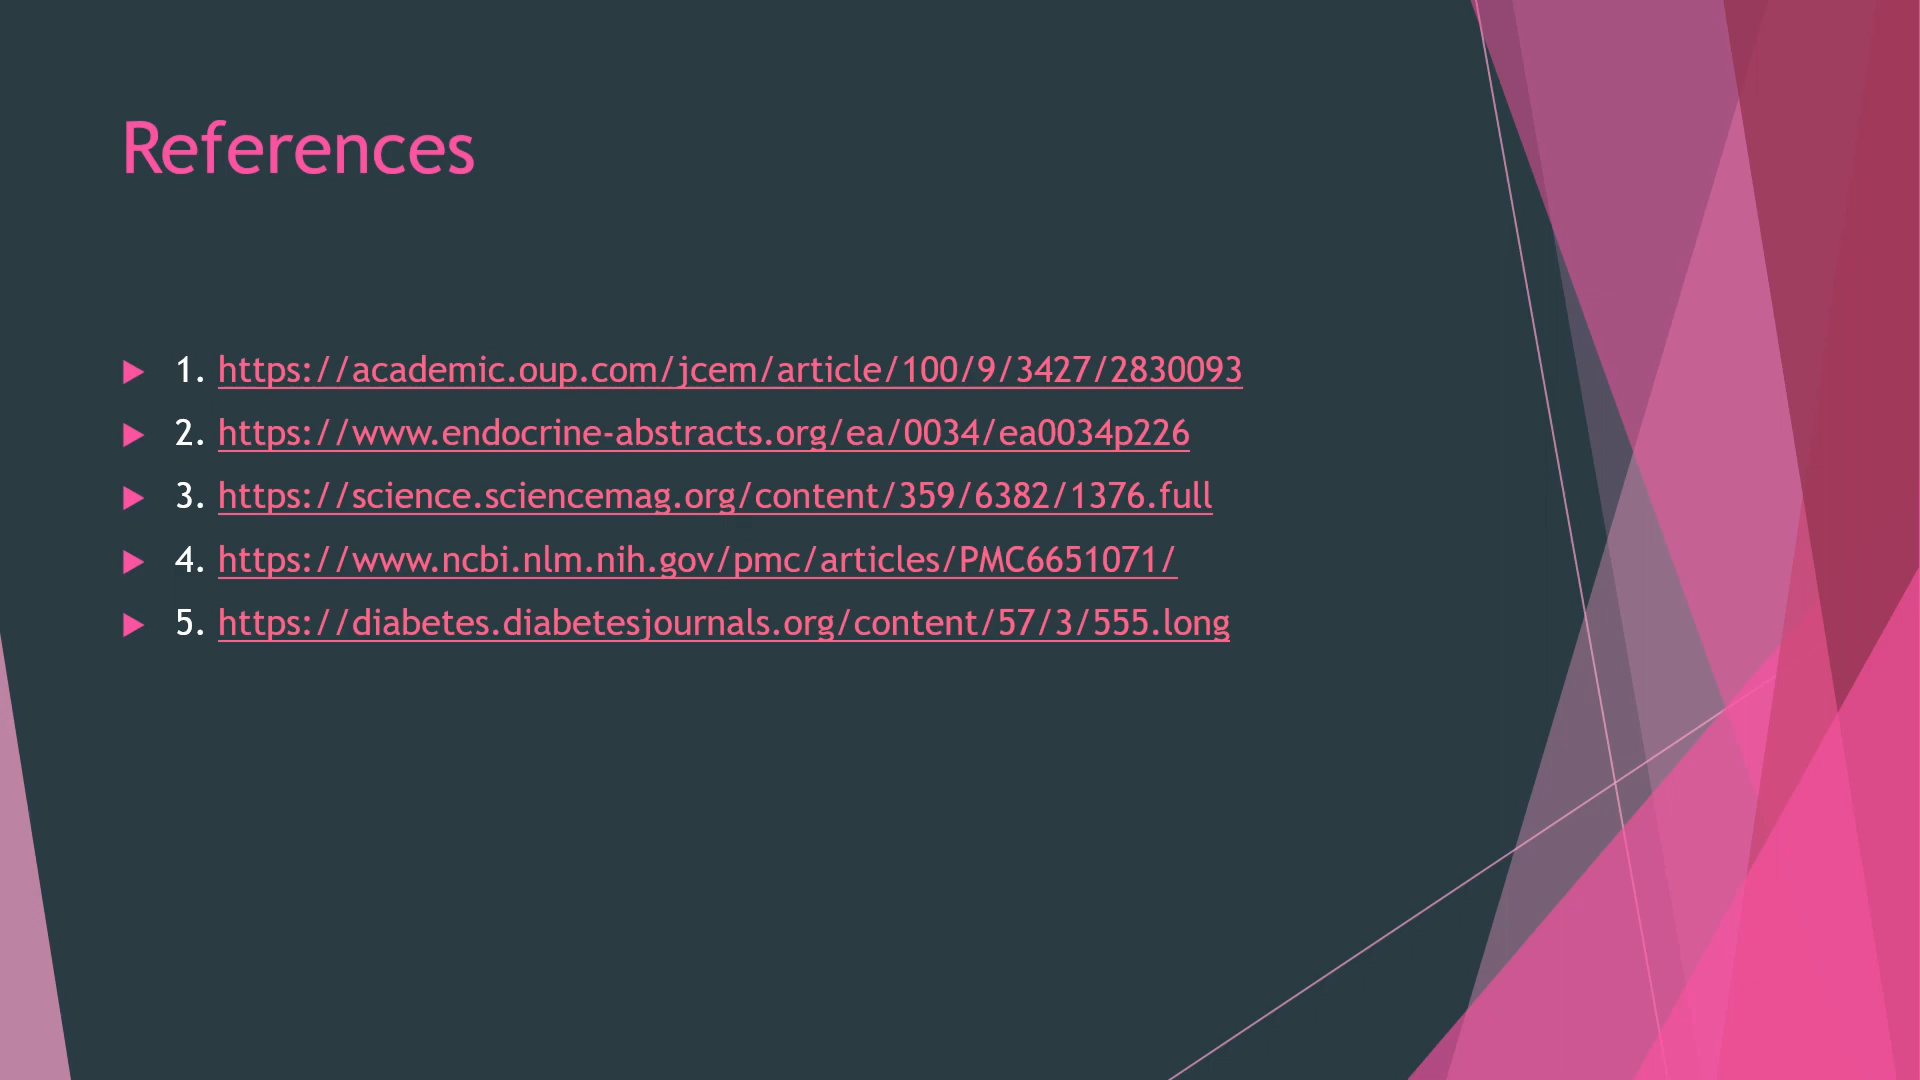 References
1. https://academic.oup.com/jcem/article/100/9/3427/2830093
2. https://www.endocrine-abstracts.org/ea/0034/ea0034p226
3. https://science.sciencemag.org/content/359/6382/1376.full
4. https://www.ncbi.nlm.nih.gov/pmc/articles/PMC6651071/
5. https://diabetes.diabetesjournals.org/content/57/3/555.long